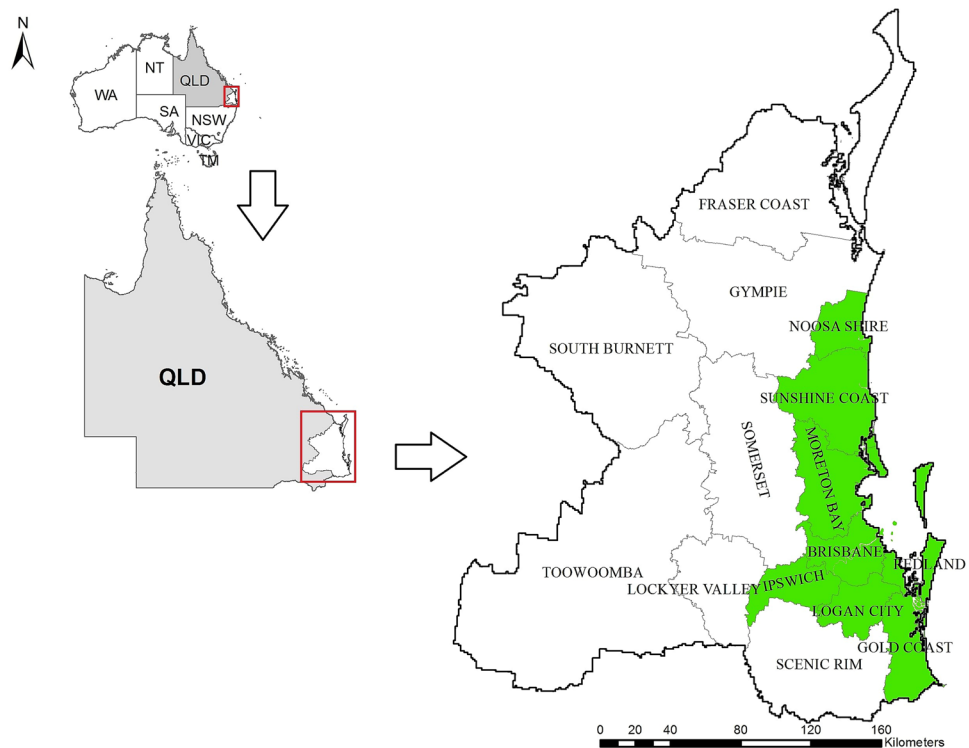 N
NT
QLD
WA
SA
NSW
VIC
TM
QLD
FRASER COAST
GYMPIE
NOOSA SHIRE
SOUTH BURNETT
SUNSHINE COAST
SOMERSET
MORETON BAY
BRISBANE
REDLAND
TOOWOOMBA
LOCKYER VALLEY
IPSWICH
LOGAN CITY
GOLD COAST
SCENIC RIM
0 20 40 80 120 160
Kilometers